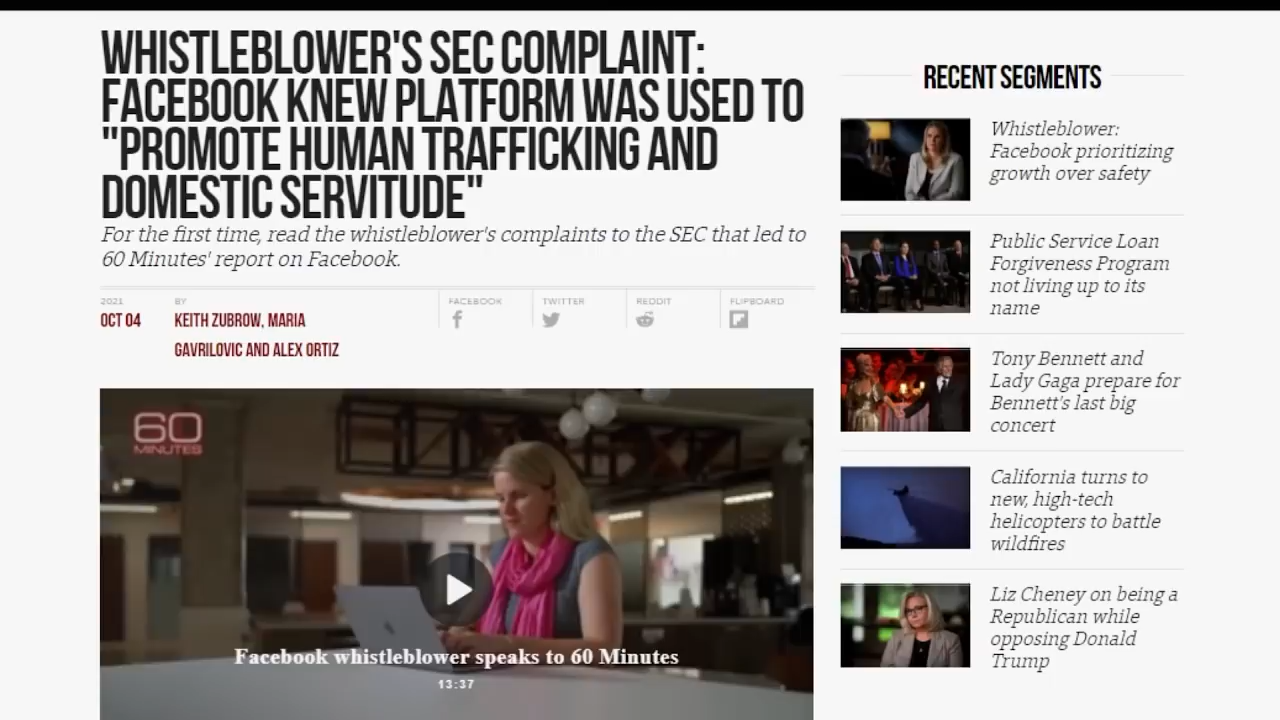 WHISTLEBLOWER'S SEC COMPLAINT:
FACEBOOK KNEW PLATFORM WAS USED TO
"PROMOTE HUMAN TRAFFICKING AND
DOMESTIC SERVITUDE"
For the first time, read the whistleblower's complaints to the SEC that led to
60 Minutes' report on Facebook.
2021
OCT 04
BY
KEITH ZUBROW, MARIA
GAVRILOVIC AND ALEX ORTIZ
FACEBOOK
TWITTER
REDDIT
FLIPBOARD
60
MINUTES
Facebook whistleblower speaks to 60 Minutes
13:37
RECENT SEGMENTS
Whistleblower:
Facebook prioritizing
growth over safety
Public Service Loan
Forgiveness Program
not living up to its
name
Tony Bennett and
Lady Gaga prepare for
Bennett's last big
concert
California turns to
new, high-tech
helicopters to battle
wildfires
Liz Cheney on being a
Republican while
opposing Donald
Trump